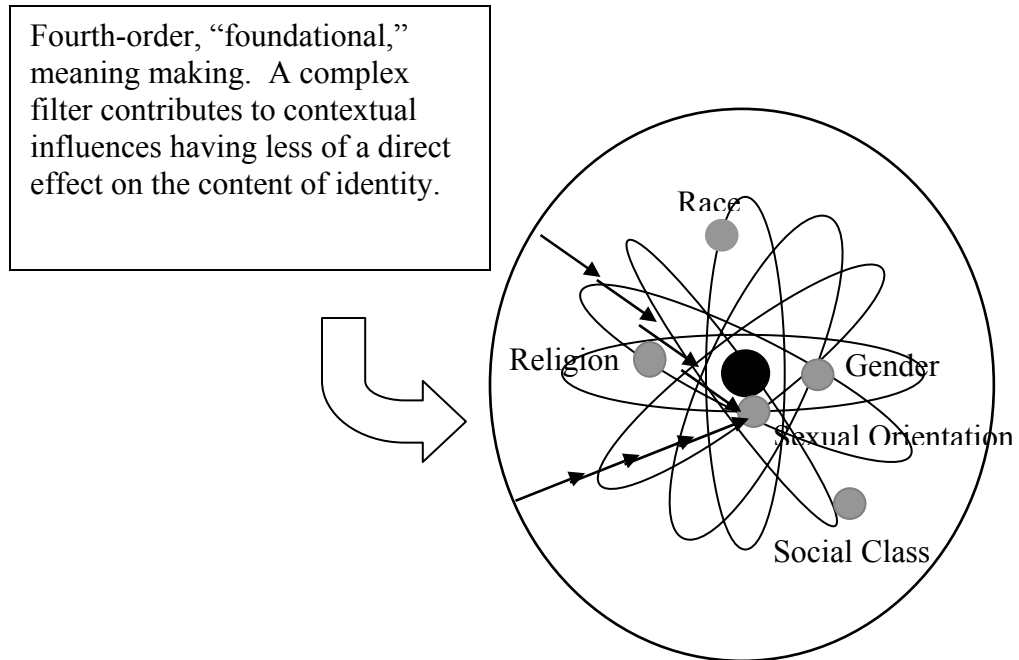 Fourth-order, “foundational,”
meaning making.  A complex
filter contributes to contextual
influences having less of a direct
effect on the content of identity.
Race
Religion
Gender
Sexual Orientation
Social Class